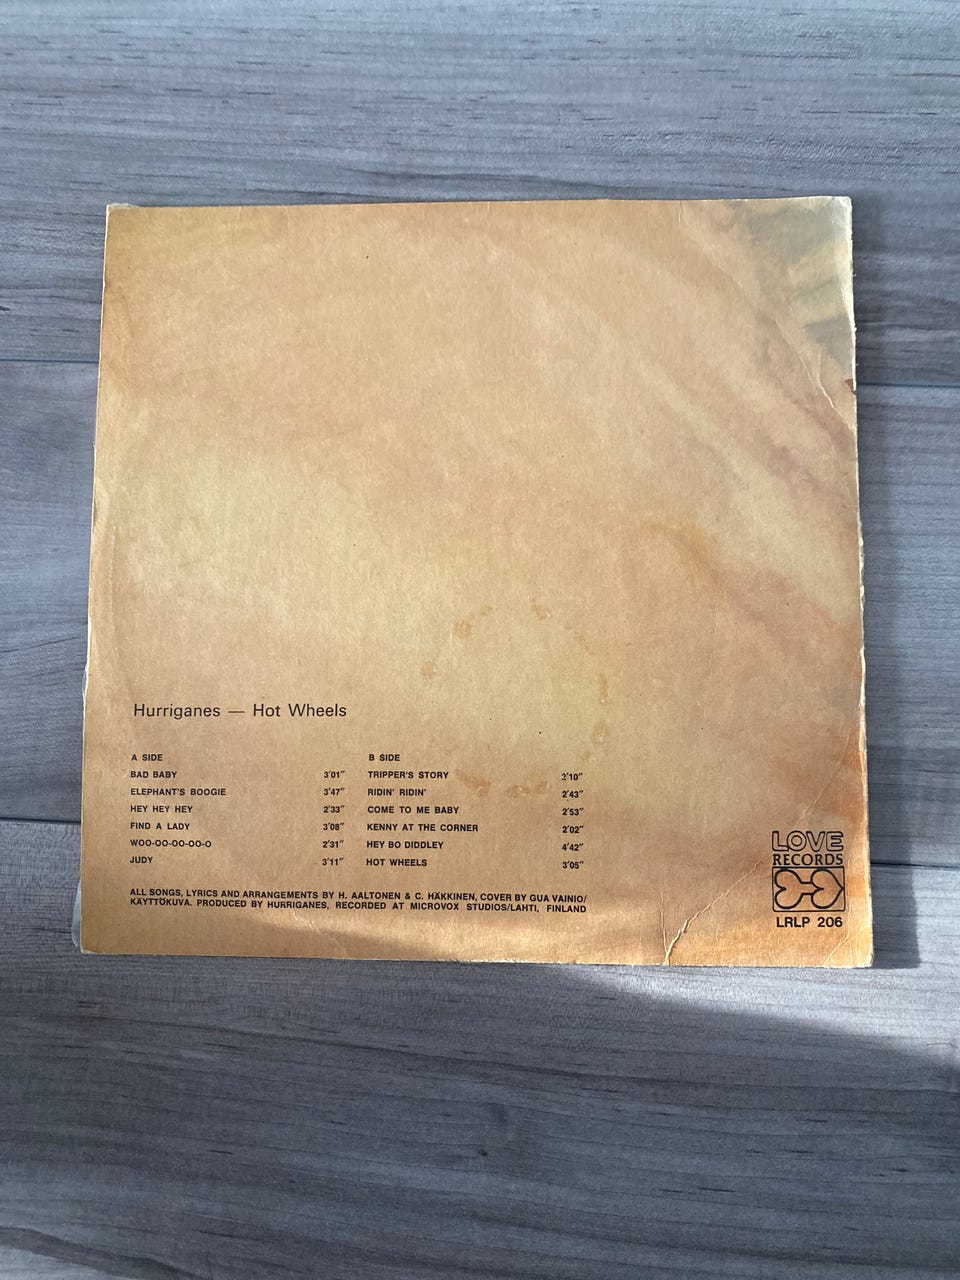 Hurriganes — Hot Wheels
A SIDE
BAD BABY 3'01"
ELEPHANT'S BOOGIE 3'47"
HEY HEY HEY 2'33"
FIND A LADY 3'08"
WOO-OO-OO-OO-O 2'31"
JUDY 3'11"
B SIDE
TRIPPER'S STORY 2'10"
RIDIN' RIDIN' 2'43"
COME TO ME BABY 2'53"
KENNY AT THE CORNER 2'02"
HEY BO DIDDLEY 4'42"
HOT WHEELS 3'05"
ALL SONGS, LYRICS AND ARRANGEMENTS BY H. AALTONEN & C. HÄKKINEN, COVER BY GUA VAINIO/
KÄYTTÖKUVA. PRODUCED BY HURRIGANES, RECORDED AT MICROVOX STUDIOS/LAHTI, FINLAND
LOVE
RECORDS
LRLP 206